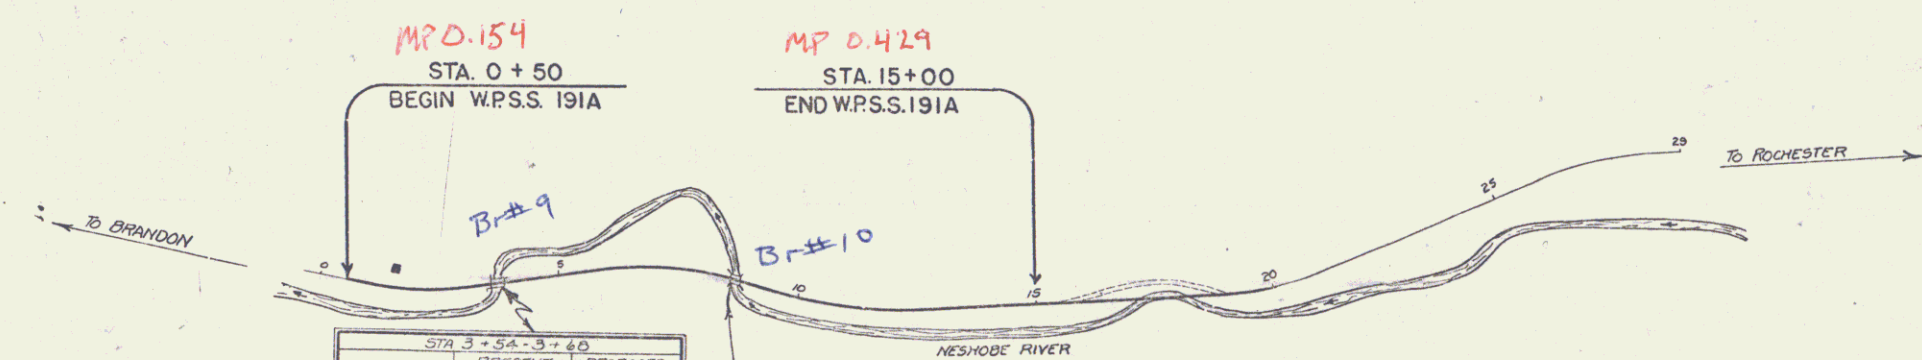 MP 0.154
STA. 0 + 50
BEGIN W.P.S.S. 191A
MP 0.429
STA. 15+00
END W.P.S.S. 191A
29
TO ROCHESTER
25
Br#9
TO BRANDON
Br#10
0
5
10
15
20
STA 3+54-3+68
NESHOBE RIVER